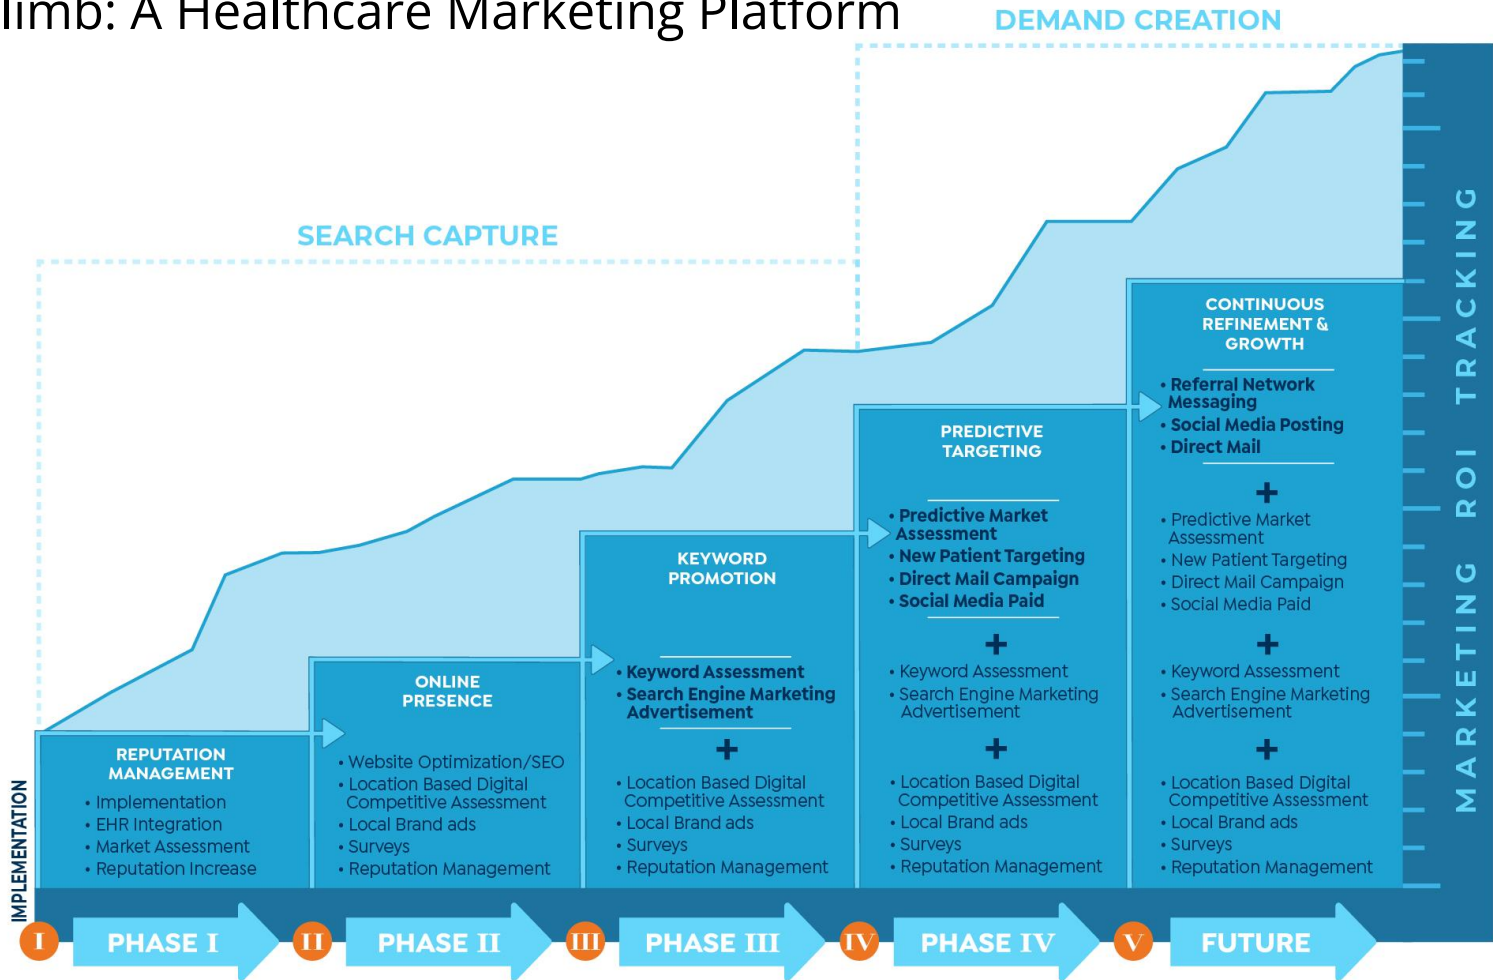 limb: A Healthcare Marketing Platform
DEMAND CREATION
SEARCH CAPTURE
IMPLEMENTATION
REPUTATION
MANAGEMENT
• Implementation
• EHR Integration
• Market Assessment
• Reputation Increase
ONLINE
PRESENCE
• Website Optimization/SEO
• Location Based Digital
Competitive Assessment
• Local Brand ads
• Surveys
• Reputation Management
KEYWORD
PROMOTION
• Keyword Assessment
• Search Engine Marketing
Advertisement
+
• Location Based Digital
Competitive Assessment
• Local Brand ads
• Surveys
• Reputation Management
PREDICTIVE
TARGETING
• Predictive Market
Assessment
• New Patient Targeting
• Direct Mail Campaign
• Social Media Paid
+
• Keyword Assessment
• Search Engine Marketing
Advertisement
+
• Location Based Digital
Competitive Assessment
• Local Brand ads
• Surveys
• Reputation Management
CONTINUOUS
REFINEMENT &
GROWTH
• Referral Network
Messaging
• Social Media Posting
• Direct Mail
+
• Predictive Market
Assessment
• New Patient Targeting
• Direct Mail Campaign
• Social Media Paid
+
• Keyword Assessment
• Search Engine Marketing
Advertisement
+
• Location Based Digital
Competitive Assessment
• Local Brand ads
• Surveys
• Reputation Management
MARKETING ROI TRACKING
I
PHASE I
II
PHASE II
III
PHASE III
IV
PHASE IV
V
FUTURE